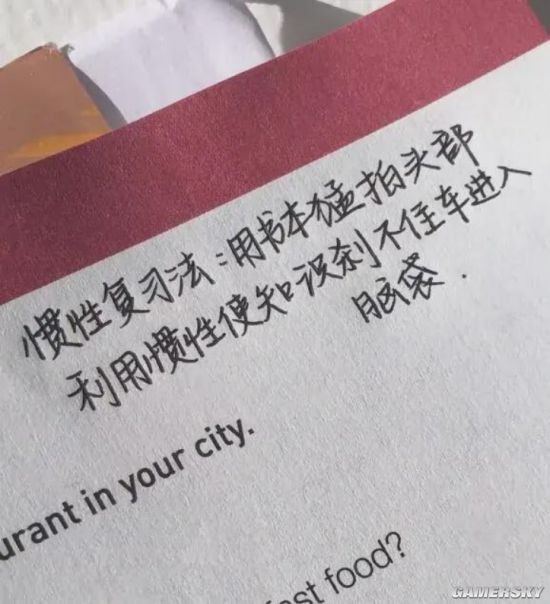 惯性复习法:用书本猛拍头部
利用惯性使知识刹不住车进入
脑袋.
urant in your city.
st food?
GAMERSKY